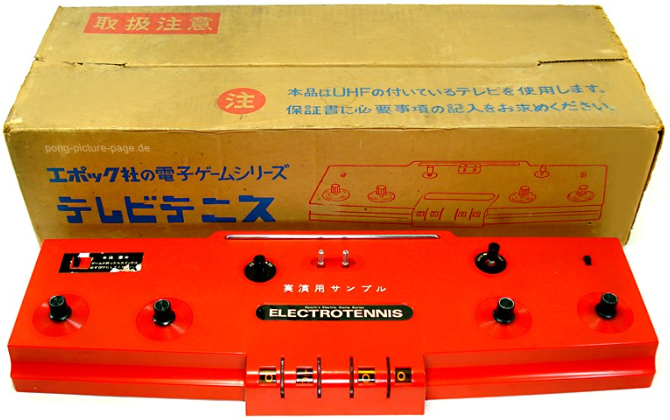 取扱注意
注
本品はUHFの付いているテレビを使用します。
保証書に必要事項の記入をお求めください。
pong-picture-page.de
エポック社の電子ゲームシリーズ
テレビテニス
実演用サンプル
Epoch's Electric Game Series
ELECTROTENNIS